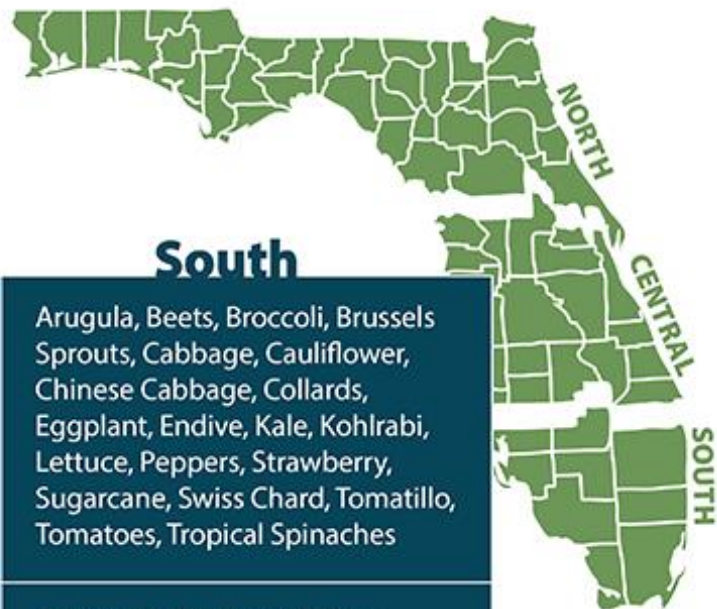 NORTH
South
CENTRAL
Arugula, Beets, Broccoli, Brussels
Sprouts, Cabbage, Cauliflower,
Chinese Cabbage, Collards,
Eggplant, Endive, Kale, Kohlrabi,
Lettuce, Peppers, Strawberry,
Sugarcane, Swiss Chard, Tomatillo,
Tomatoes, Tropical Spinaches
SOUTH